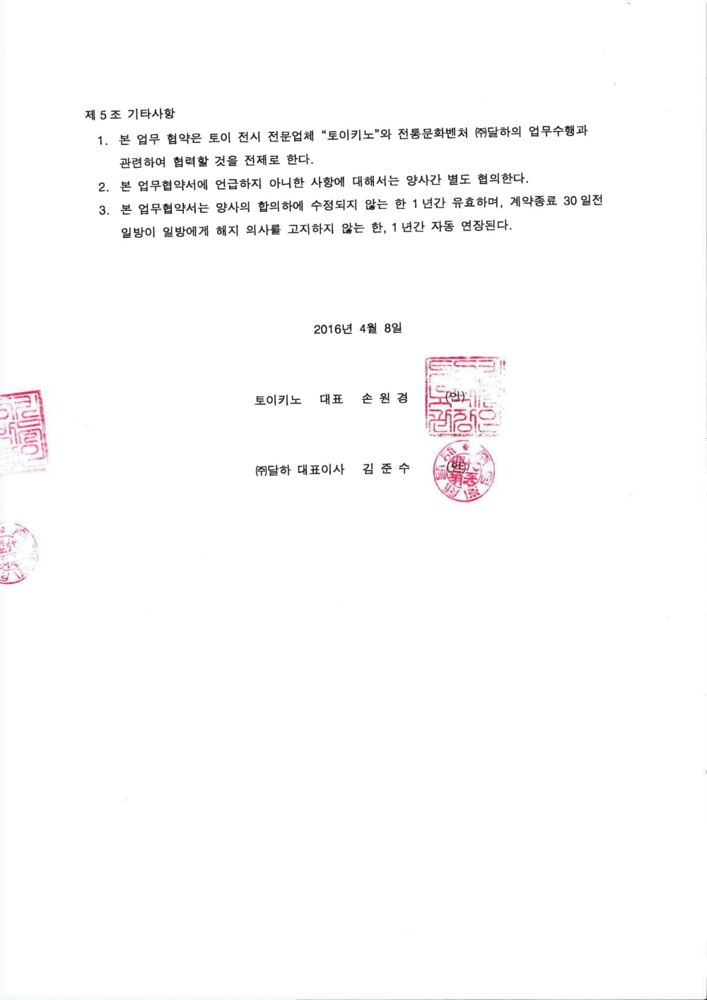 제 5 조 기타사항
1. 본 업무 협약은 토이 전시 전문업체 “토이키노”와 전통문화벤처 ㈜달하의 업무수행과
관련하여 협력할 것을 전제로 한다.
2. 본 업무협약서에 언급하지 아니한 사항에 대해서는 양사간 별도 협의한다.
3. 본 업무협약서는 양사의 합의하에 수정되지 않는 한 1 년간 유효하며, 계약종료 30 일전
일방이 일방에게 해지 의사를 고지하지 않는 한, 1 년간 자동 연장된다.
2016년 4월 8일
토이키노 대표 손 원 경 (인)
㈜달하 대표이사 김 준 수 (인)